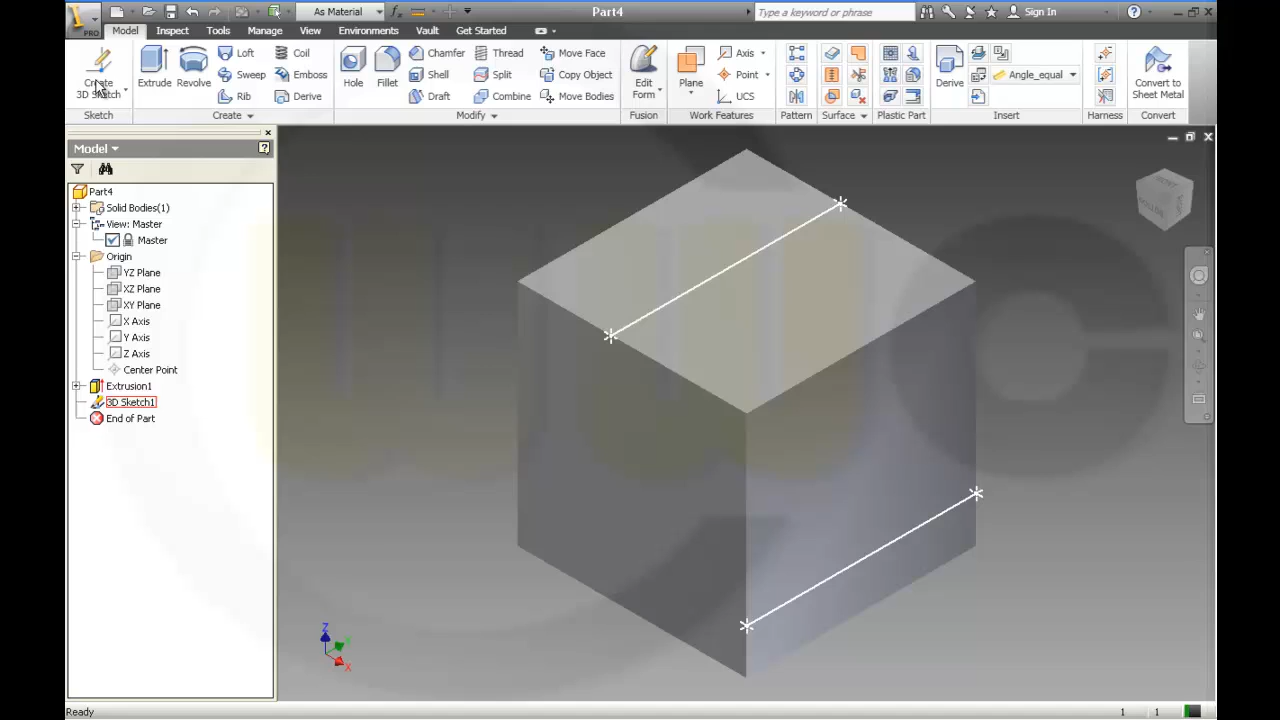 As Material
Part4
Type a keyword or phrase
Sign In
PRO
Model
Inspect
Tools
Manage
View
Environments
Vault
Get Started
Create
3D Sketch
Extrude
Revolve
Loft
Sweep
Rib
Coil
Emboss
Derive
Hole
Fillet
Chamfer
Shell
Draft
Thread
Split
Combine
Move Face
Copy Object
Move Bodies
Edit
Form
Plane
Axis
Point
UCS
Derive
Angle_equal
Convert to
Sheet Metal
Sketch
Create
Modify
Fusion
Work Features
Pattern
Surface
Plastic Part
Insert
Harness
Convert
Model
Part4
Solid Bodies(1)
View: Master
Master
Origin
YZ Plane
XZ Plane
XY Plane
X Axis
Y Axis
Z Axis
Center Point
Extrusion1
3D Sketch1
End of Part
Z
X
Ready
1
1